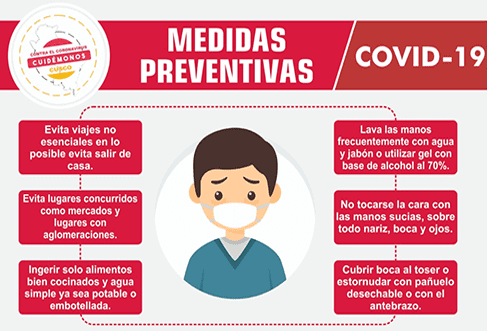 CONTRA EL CORONAVIRUS
CUIDÉMONOS
CUSCO
MEDIDAS
PREVENTIVAS
COVID-19
Evita viajes no
esenciales en lo
posible evita salir de
casa.
Evita lugares concurridos
como mercados y
lugares con
aglomeraciones.
Ingerir solo alimentos
bien cocinados y agua
simple ya sea potable o
embotellada.
Lava las manos
frecuentemente con agua
y jabón o utilizar gel con
base de alcohol al 70%.
No tocarse la cara con
las manos sucias, sobre
todo nariz, boca y ojos.
Cubrir boca al toser o
estornudar con pañuelo
desechable o con el
antebrazo.